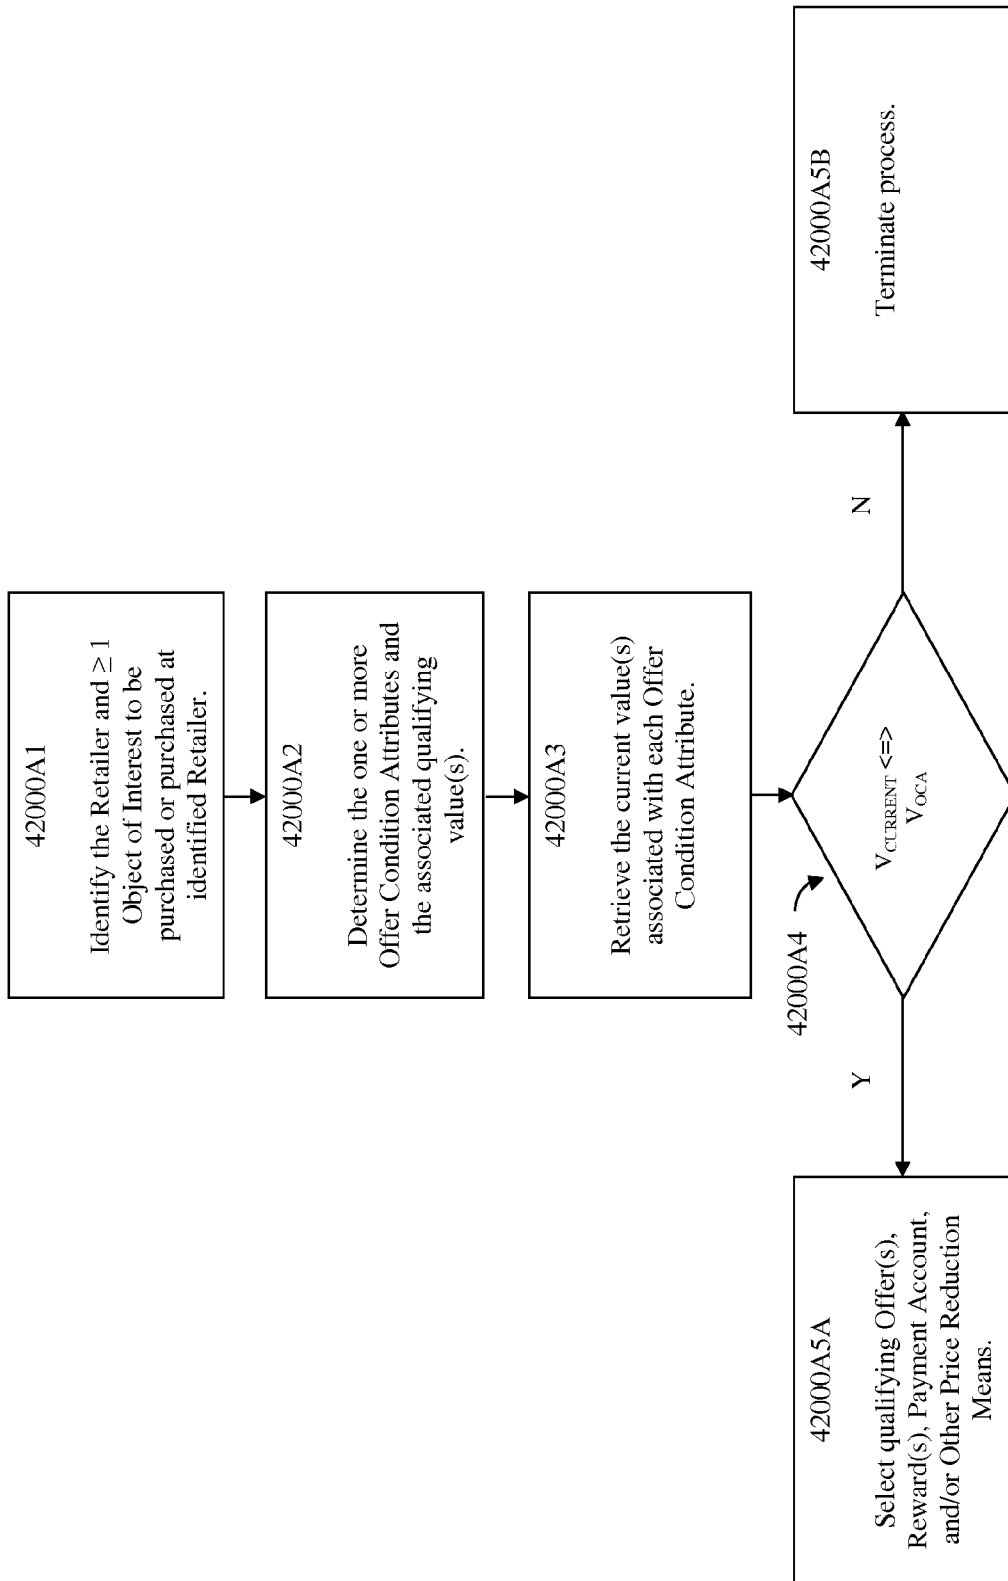 42000A1
Identify the Retailer and ≥ 1
Object of Interest to be
purchased or purchased at
identified Retailer.
42000A2
Determine the one or more
Offer Condition Attributes and
the associated qualifying
value(s).
42000A3
Retrieve the current value(s)
associated with each Offer
Condition Attribute.
42000A4
VCURRENT <=>
VOCA
Y
N
42000A5A
Select qualifying Offer(s),
Reward(s), Payment Account,
and/or Other Price Reduction
Means.
42000A5B
Terminate process.